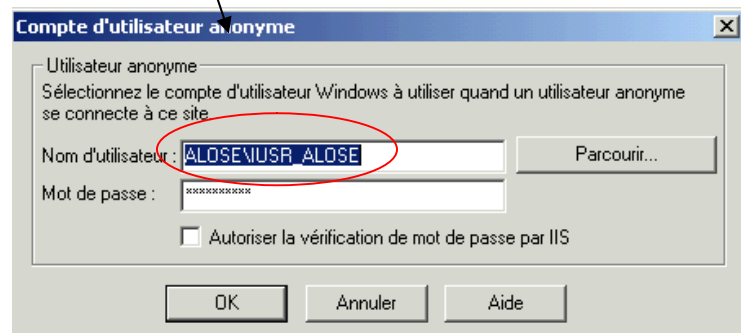 Compte d'utilisateur anonyme
Utilisateur anonyme
Sélectionnez le compte d'utilisateur Windows à utiliser quand un utilisateur anonyme
se connecte à ce site.
Nom d'utilisateur : ALOSE\IUSR_ALOSE Parcourir...
Mot de passe : **********
Autoriser la vérification de mot de passe par IIS
OK Annuler Aide